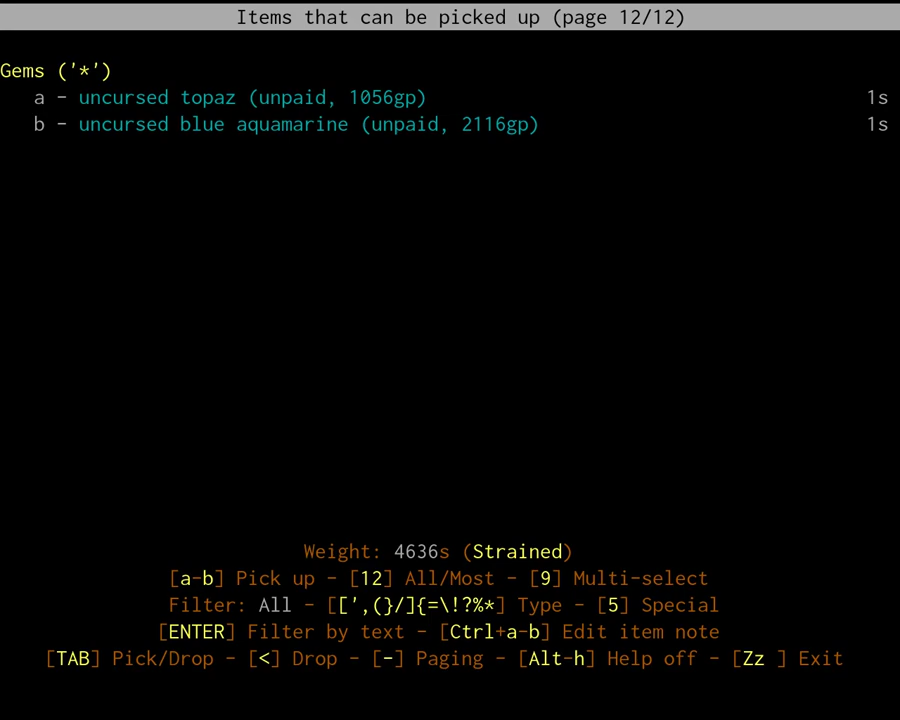 Items that can be picked up (page 12/12)
Gems ('*')
a - uncursed topaz (unpaid, 1056gp) 1s
b - uncursed blue aquamarine (unpaid, 2116gp) 1s
Weight: 4636s (Strained)
[a-b] Pick up - [12] All/Most - [9] Multi-select
Filter: All - [[',(}/]{=\!?%*] Type - [5] Special
[ENTER] Filter by text - [Ctrl+a-b] Edit item note
[TAB] Pick/Drop - [<] Drop - [-] Paging - [Alt-h] Help off - [Zz ] Exit